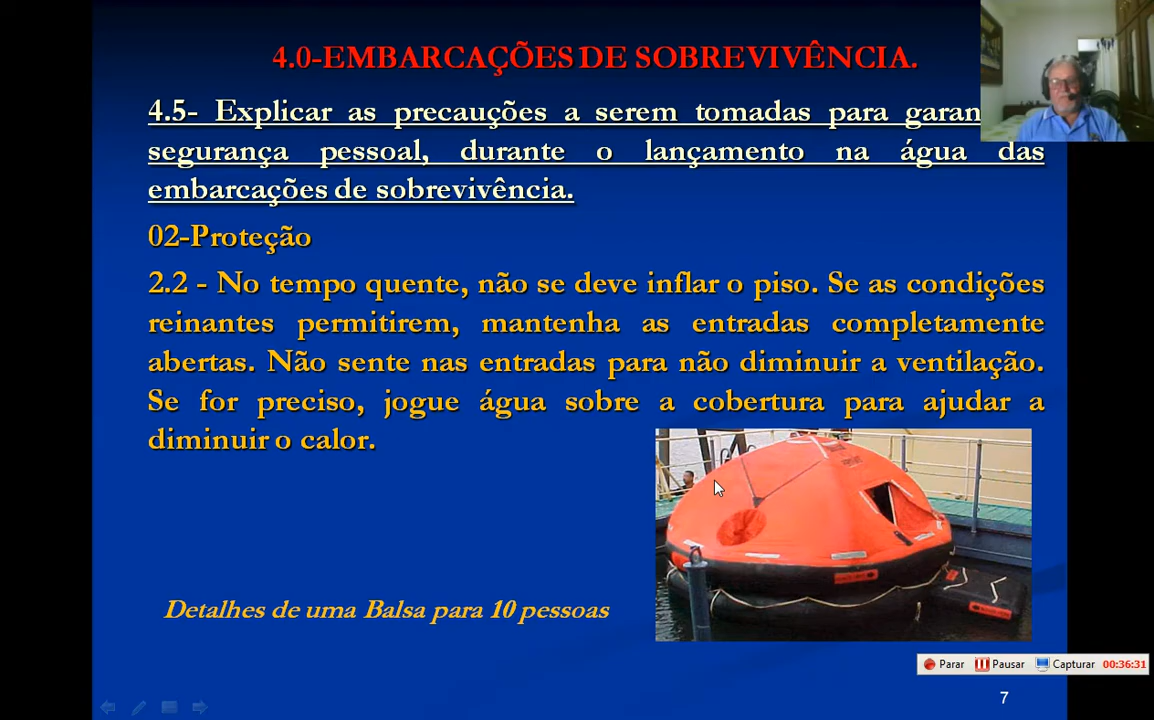 4.0-EMBARCAÇÕES DE SOBREVIVÊNCIA.
4.5- Explicar as precauções a serem tomadas para garan
segurança pessoal, durante o lançamento na água das
embarcações de sobrevivência.
02-Proteção
2.2 - No tempo quente, não se deve inflar o piso. Se as condições
reinantes permitirem, mantenha as entradas completamente
abertas. Não sente nas entradas para não diminuir a ventilação.
Se for preciso, jogue água sobre a cobertura para ajudar a
diminuir o calor.
Detalhes de uma Balsa para 10 pessoas
Parar Pausar Capturar 00:36:31
7